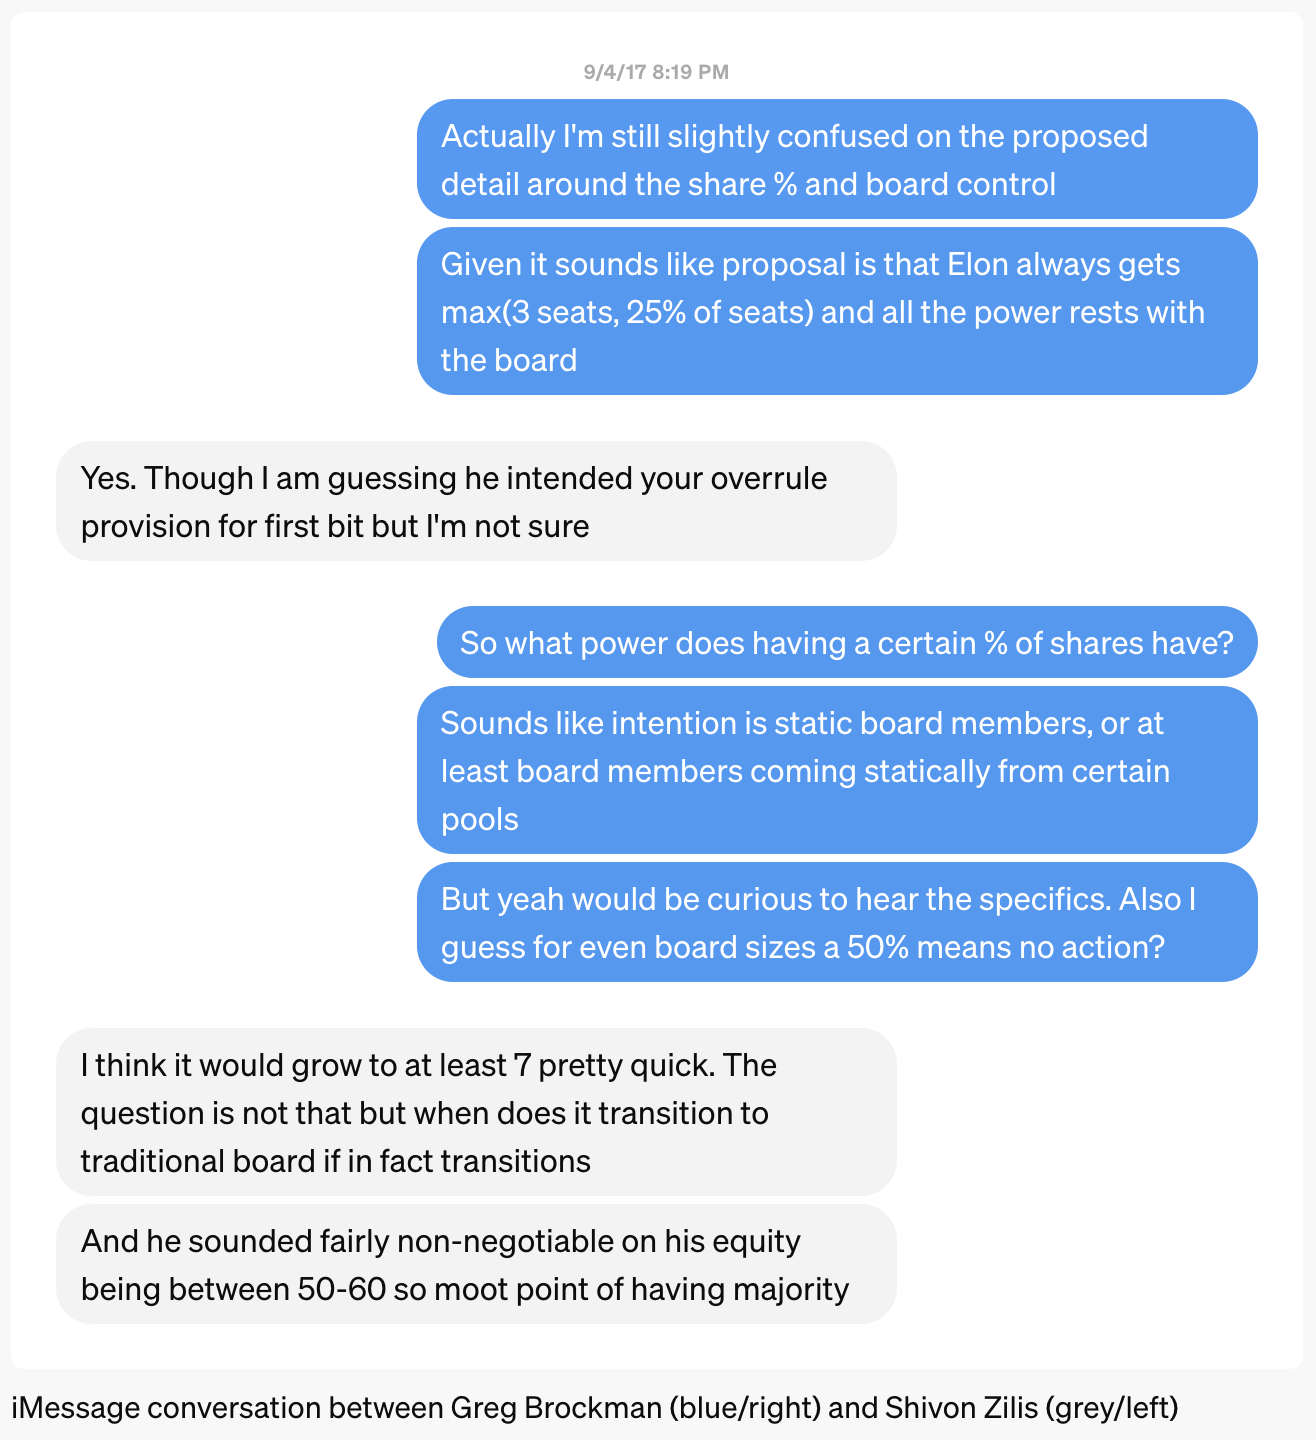 9/4/17 8:19 PM
Actually I'm still slightly confused on the proposed
detail around the share % and board control
Given it sounds like proposal is that Elon always gets
max(3 seats, 25% of seats) and all the power rests with
the board
Yes. Though I am guessing he intended your overrule
provision for first bit but I'm not sure
So what power does having a certain % of shares have?
Sounds like intention is static board members, or at
least board members coming statically from certain
pools
But yeah would be curious to hear the specifics. Also I
guess for even board sizes a 50% means no action?
I think it would grow to at least 7 pretty quick. The
question is not that but when does it transition to
traditional board if in fact transitions
And he sounded fairly non-negotiable on his equity
being between 50-60 so moot point of having majority
iMessage conversation between Greg Brockman (blue/right) and Shivon Zilis (grey/left)